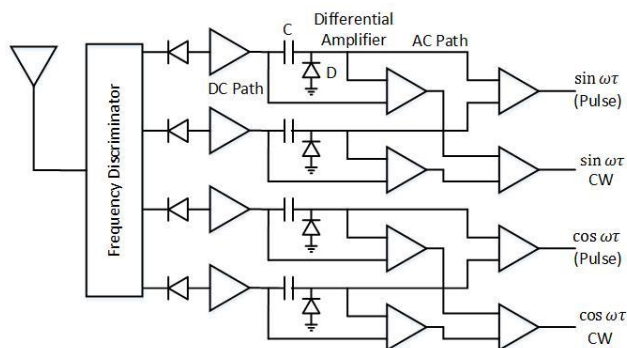 Differential
Amplifier
C
AC Path
D
DC Path
Frequency Discriminator
sin ωτ
(Pulse)
sin ωτ
CW
cos ωτ
(Pulse)
cos ωτ
CW